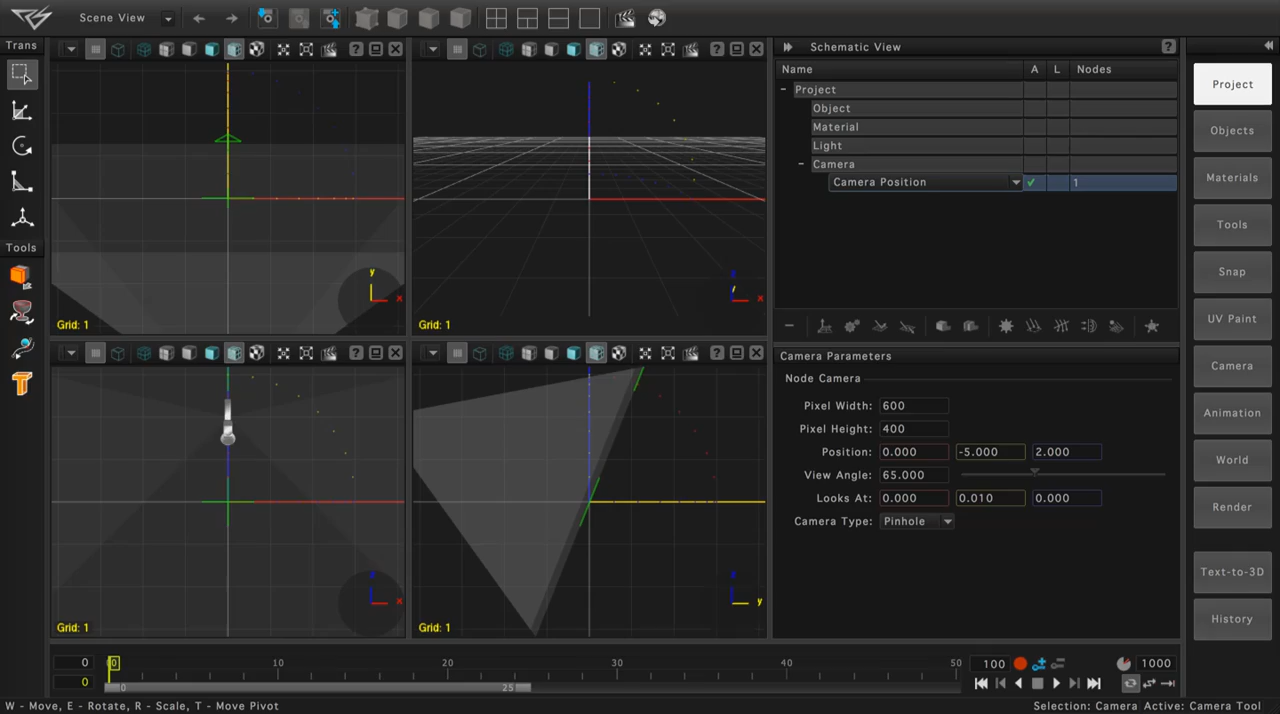 Scene View
Trans
Tools
y
x
Grid: 1
z
y
x
Grid: 1
z
x
Grid: 1
z
y
Grid: 1
Schematic View
Name A L Nodes
Project
Object
Material
Light
Camera
Camera Position 1
Camera Parameters
Node Camera
Pixel Width: 600
Pixel Height: 400
Position: 0.000 -5.000 2.000
View Angle: 65.000
Looks At: 0.000 0.010 0.000
Camera Type: Pinhole
Project
Objects
Materials
Tools
Snap
UV Paint
Camera
Animation
World
Render
Text-to-3D
History
0 0 10 20 30 40 50 100 1000
0 0 25
W - Move, E - Rotate, R - Scale, T - Move Pivot
Selection: Camera Active: Camera Tool